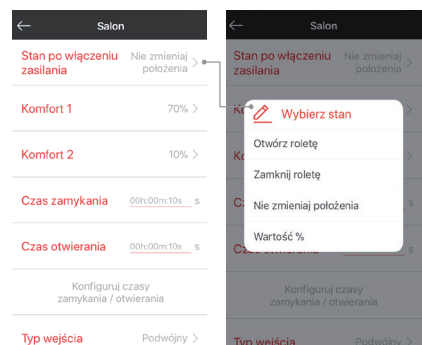 Salon
Stan po włączeniu
zasilania
Nie zmieniaj
położenia
Komfort 1
70%
Komfort 2
10%
Czas zamykania
00h:00m:10s
s
Czas otwierania
00h:00m:10s
s
Konfiguruj czasy
zamykania / otwierania
Typ wejścia
Podwójny
Salon
Stan po włączeniu
zasilania
Nie zmieniaj
położenia
Wybierz stan
Otwórz roletę
Zamknij roletę
Nie zmieniaj położenia
Wartość %
s
Konfiguruj czasy
zamykania / otwierania
Typ wejścia
Podwójny